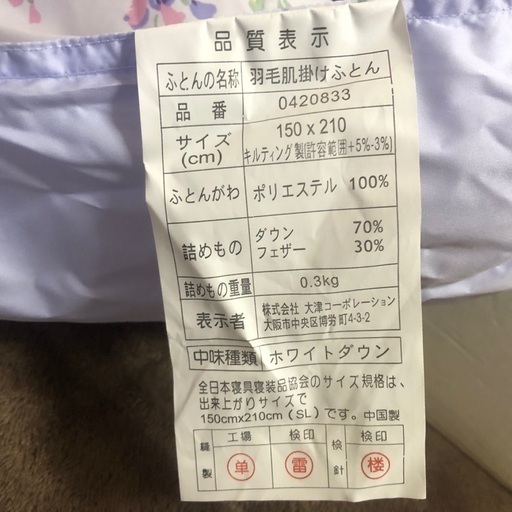 品質表示
ふとんの名称 羽毛肌掛けふとん
品番 0420833
サイズ(cm) 150 x 210
キルティング製(許容範囲+5%-3%)
ふとんがわ ポリエステル 100%
詰めもの ダウン 70%
フェザー 30%
詰めもの重量 0.3kg
表示者 株式会社 大津コーポレーション
大阪市中央区博労町4-3-2
中味種類 ホワイトダウン
全日本寝具寝装品協会のサイズ規格は、
出来上がりサイズで
150cmx210cm(SL)です。中国製
縫製 工場 検印 検針 検印
単 雷 楼